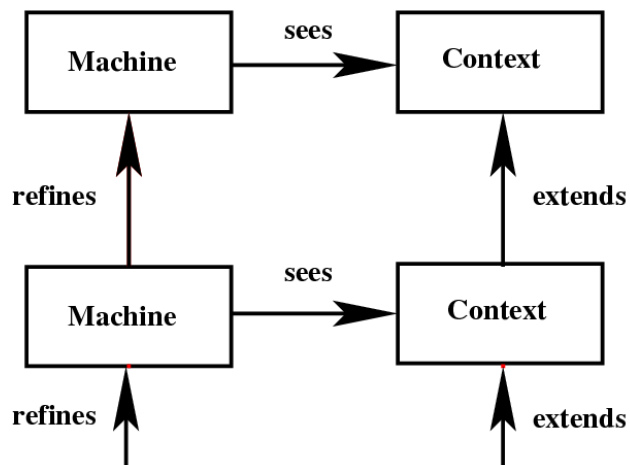 sees
Machine
Context
refines
extends
sees
Machine
Context
refines
extends